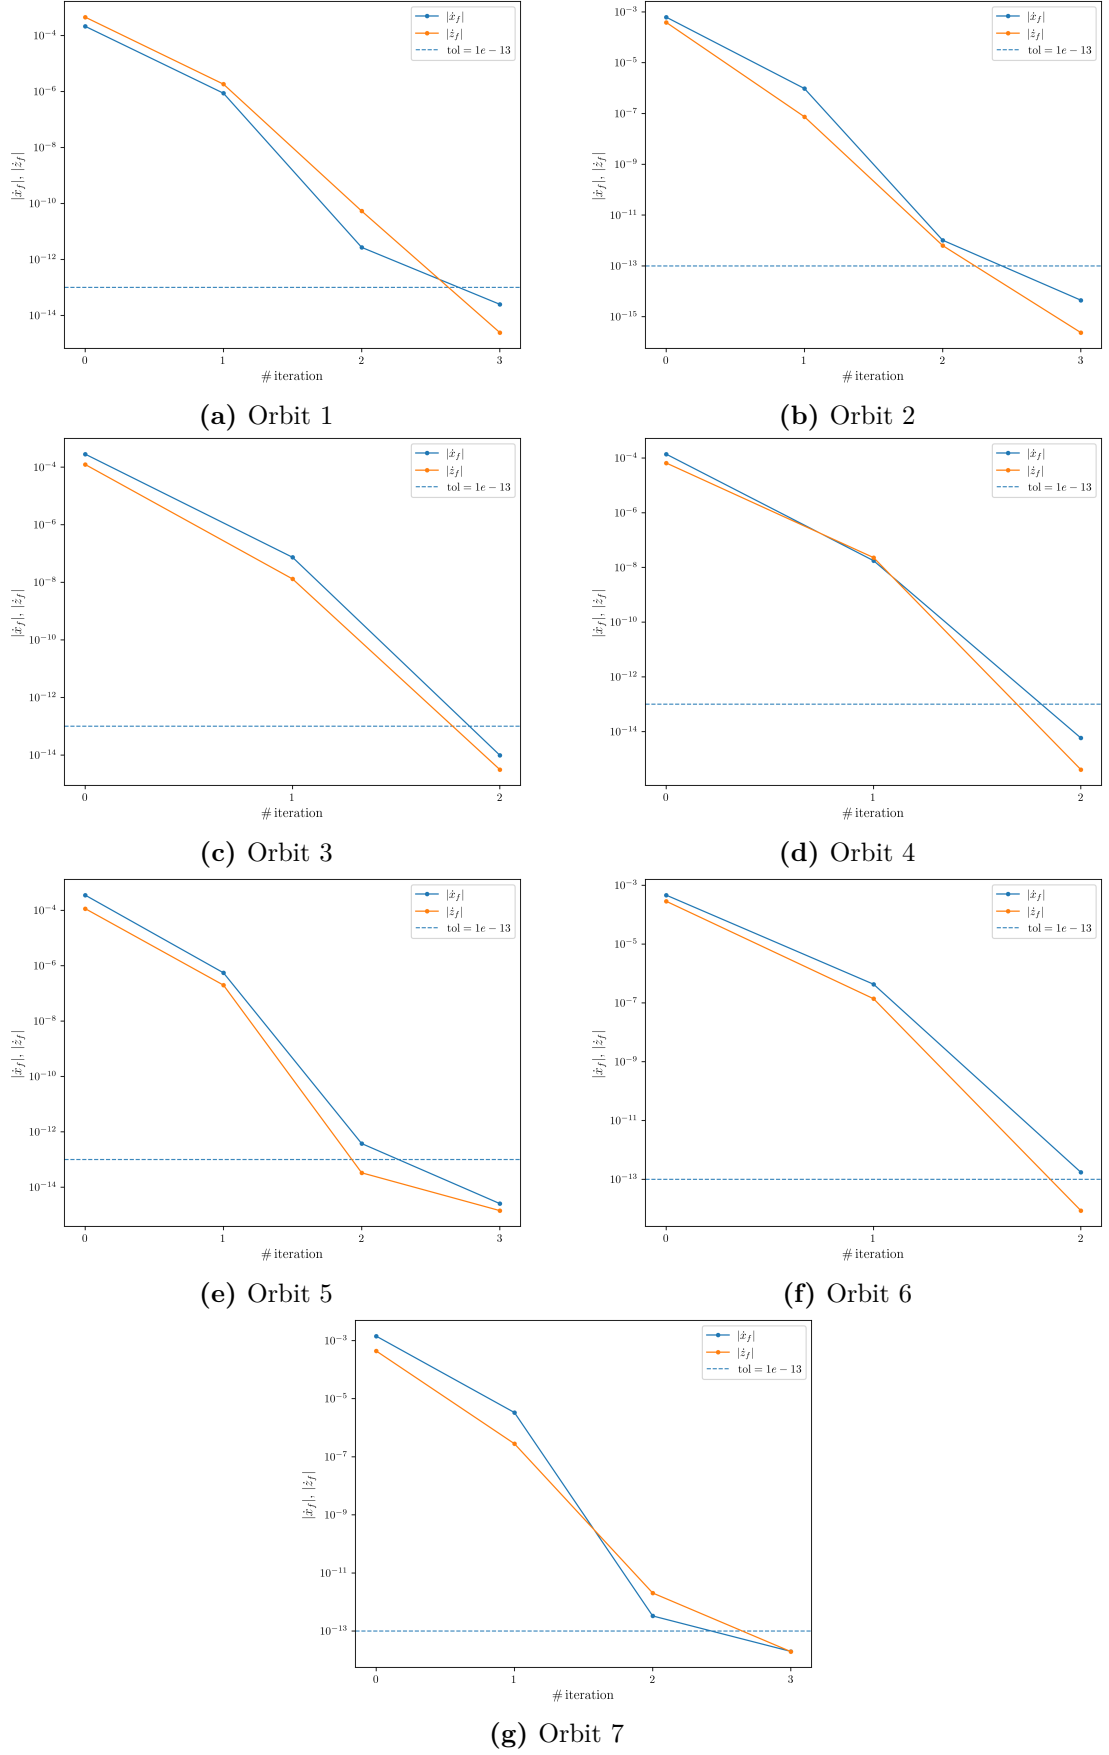 |ẋ_f|
|ż_f|
tol = 1e − 13
10⁻⁴
10⁻⁶
10⁻⁸
10⁻¹⁰
10⁻¹²
10⁻¹⁴
|ẋ_f|, |ż_f|
0 1 2 3
# iteration
(a) Orbit 1
|ẋ_f|
|ż_f|
tol = 1e − 13
10⁻³
10⁻⁵
10⁻⁷
10⁻⁹
10⁻¹¹
10⁻¹³
10⁻¹⁵
|ẋ_f|, |ż_f|
0 1 2 3
# iteration
(b) Orbit 2
|ẋ_f|
|ż_f|
tol = 1e − 13
10⁻⁴
10⁻⁶
10⁻⁸
10⁻¹⁰
10⁻¹²
10⁻¹⁴
|ẋ_f|, |ż_f|
0 1 2
# iteration
(c) Orbit 3
|ẋ_f|
|ż_f|
tol = 1e − 13
10⁻⁴
10⁻⁶
10⁻⁸
10⁻¹⁰
10⁻¹²
10⁻¹⁴
|ẋ_f|, |ż_f|
0 1 2
# iteration
(d) Orbit 4
|ẋ_f|
|ż_f|
tol = 1e − 13
10⁻⁴
10⁻⁶
10⁻⁸
10⁻¹⁰
10⁻¹²
10⁻¹⁴
|ẋ_f|, |ż_f|
0 1 2 3
# iteration
(e) Orbit 5
|ẋ_f|
|ż_f|
tol = 1e − 13
10⁻³
10⁻⁵
10⁻⁷
10⁻⁹
10⁻¹¹
10⁻¹³
|ẋ_f|, |ż_f|
0 1 2
# iteration
(f) Orbit 6
|ẋ_f|
|ż_f|
tol = 1e − 13
10⁻³
10⁻⁵
10⁻⁷
10⁻⁹
10⁻¹¹
10⁻¹³
|ẋ_f|, |ż_f|
0 1 2 3
# iteration
(g) Orbit 7